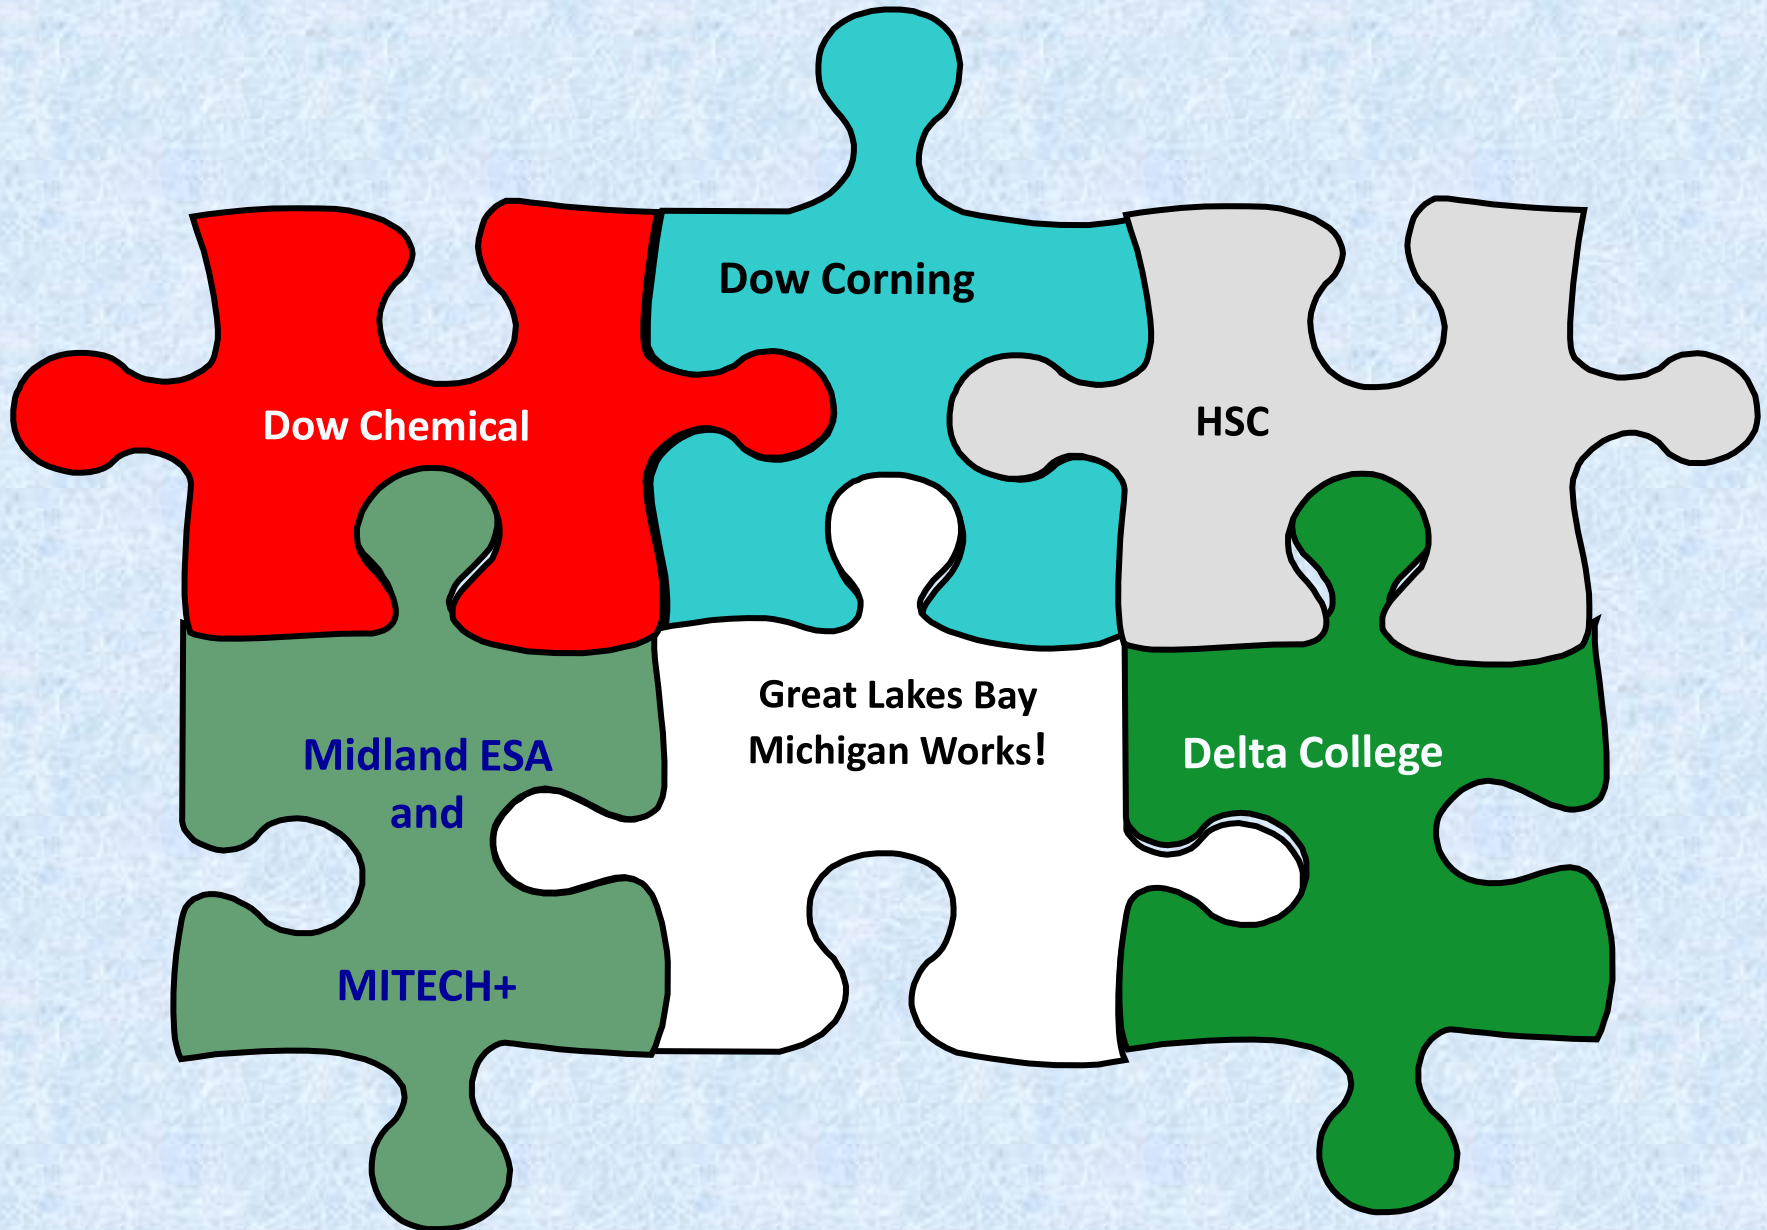 Dow Corning
Dow Chemical
HSC
Great Lakes Bay
Michigan Works!
Midland ESA
and
MITECH+
Delta College